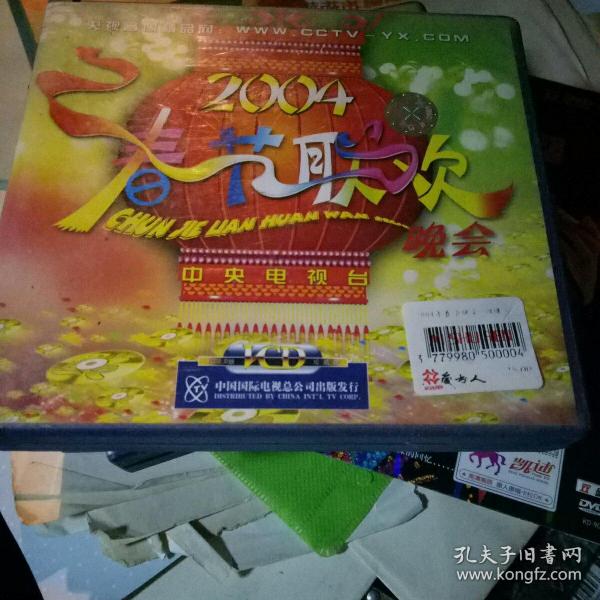 央视音像精品网：WWW.CCTV-YX.COM
2004
春节联欢
CHUN JIE LIAN HUAN WAN
晚会
中央电视台
VCD
中国国际电视总公司出版发行
DISTRIBUTED BY CHINA INT'L TV CORP.
3 779980 500004
孔夫子旧书网
www.kongfz.com